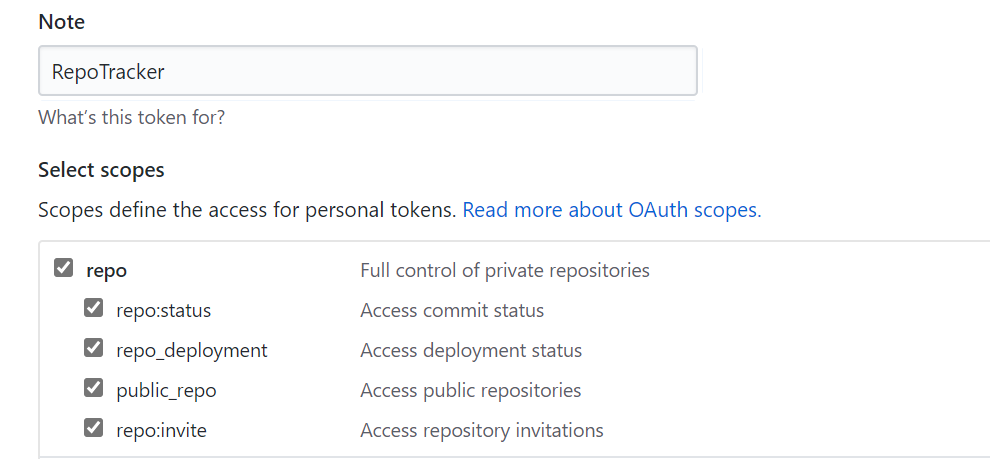 Note
RepoTracker
What's this token for?
Select scopes
Scopes define the access for personal tokens. Read more about OAuth scopes.
repo Full control of private repositories
repo:status Access commit status
repo_deployment Access deployment status
public_repo Access public repositories
repo:invite Access repository invitations